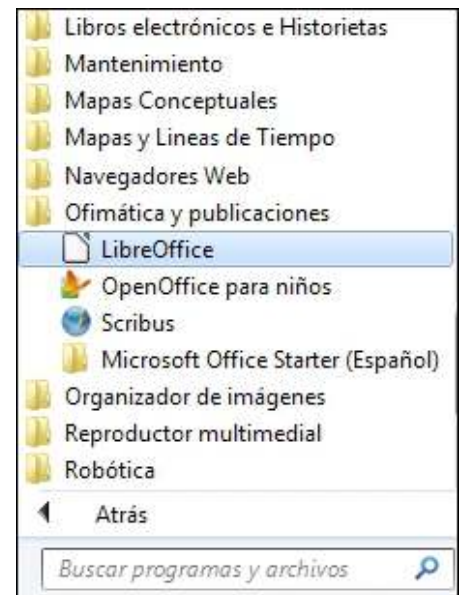 Libros electrónicos e Historietas
Mantenimiento
Mapas Conceptuales
Mapas y Lineas de Tiempo
Navegadores Web
Ofimática y publicaciones
LibreOffice
OpenOffice para niños
Scribus
Microsoft Office Starter (Español)
Organizador de imágenes
Reproductor multimedial
Robótica
Atrás
Buscar programas y archivos